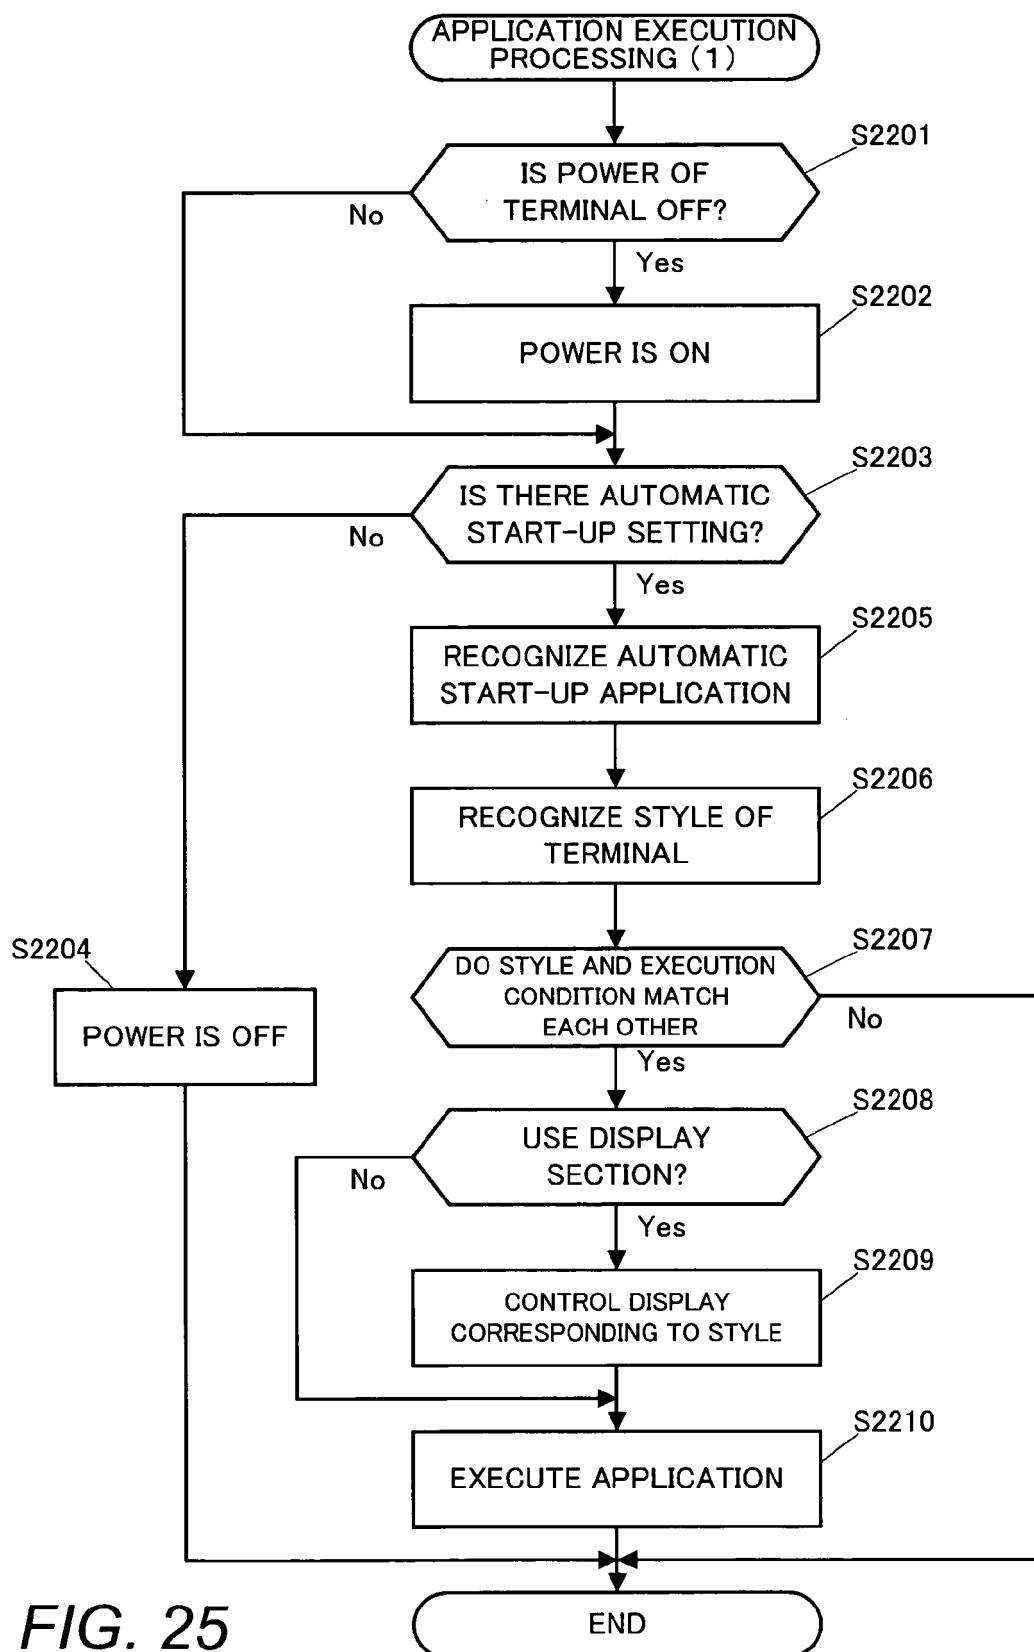 APPLICATION EXECUTION
PROCESSING (1)
S2201
IS POWER OF
TERMINAL OFF?
No
Yes
S2202
POWER IS ON
S2203
IS THERE AUTOMATIC
START-UP SETTING?
No
Yes
S2205
RECOGNIZE AUTOMATIC
START-UP APPLICATION
S2206
RECOGNIZE STYLE OF
TERMINAL
S2204
POWER IS OFF
S2207
DO STYLE AND EXECUTION
CONDITION MATCH
EACH OTHER
No
Yes
S2208
USE DISPLAY
SECTION?
No
Yes
S2209
CONTROL DISPLAY
CORRESPONDING TO STYLE
S2210
EXECUTE APPLICATION
END
FIG. 25